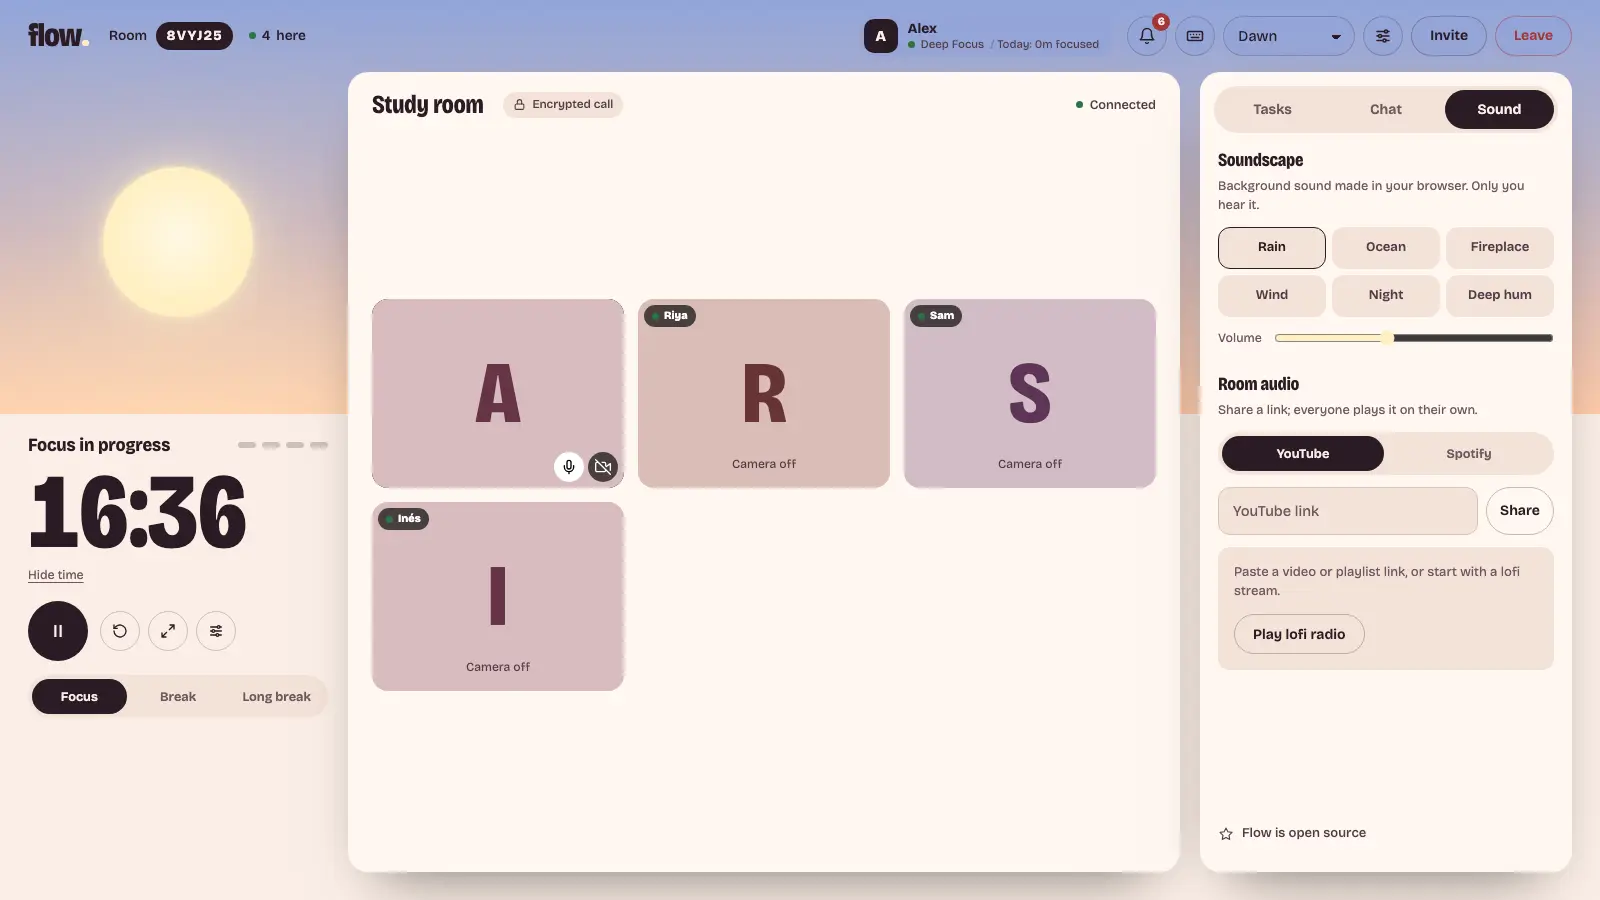 flow.
Room 8VYJ25 4 here
A Alex
Deep Focus / Today: 0m focused
6
Dawn
Invite
Leave
Focus in progress
16:36
Hide time
Focus Break Long break
Study room Encrypted call Connected
A
Riya
R
Camera off
Sam
S
Camera off
Inés
I
Camera off
Tasks Chat Sound
Soundscape
Background sound made in your browser. Only you
hear it.
Rain Ocean Fireplace
Wind Night Deep hum
Volume
Room audio
Share a link; everyone plays it on their own.
YouTube Spotify
YouTube link Share
Paste a video or playlist link, or start with a lofi
stream.
Play lofi radio
Flow is open source